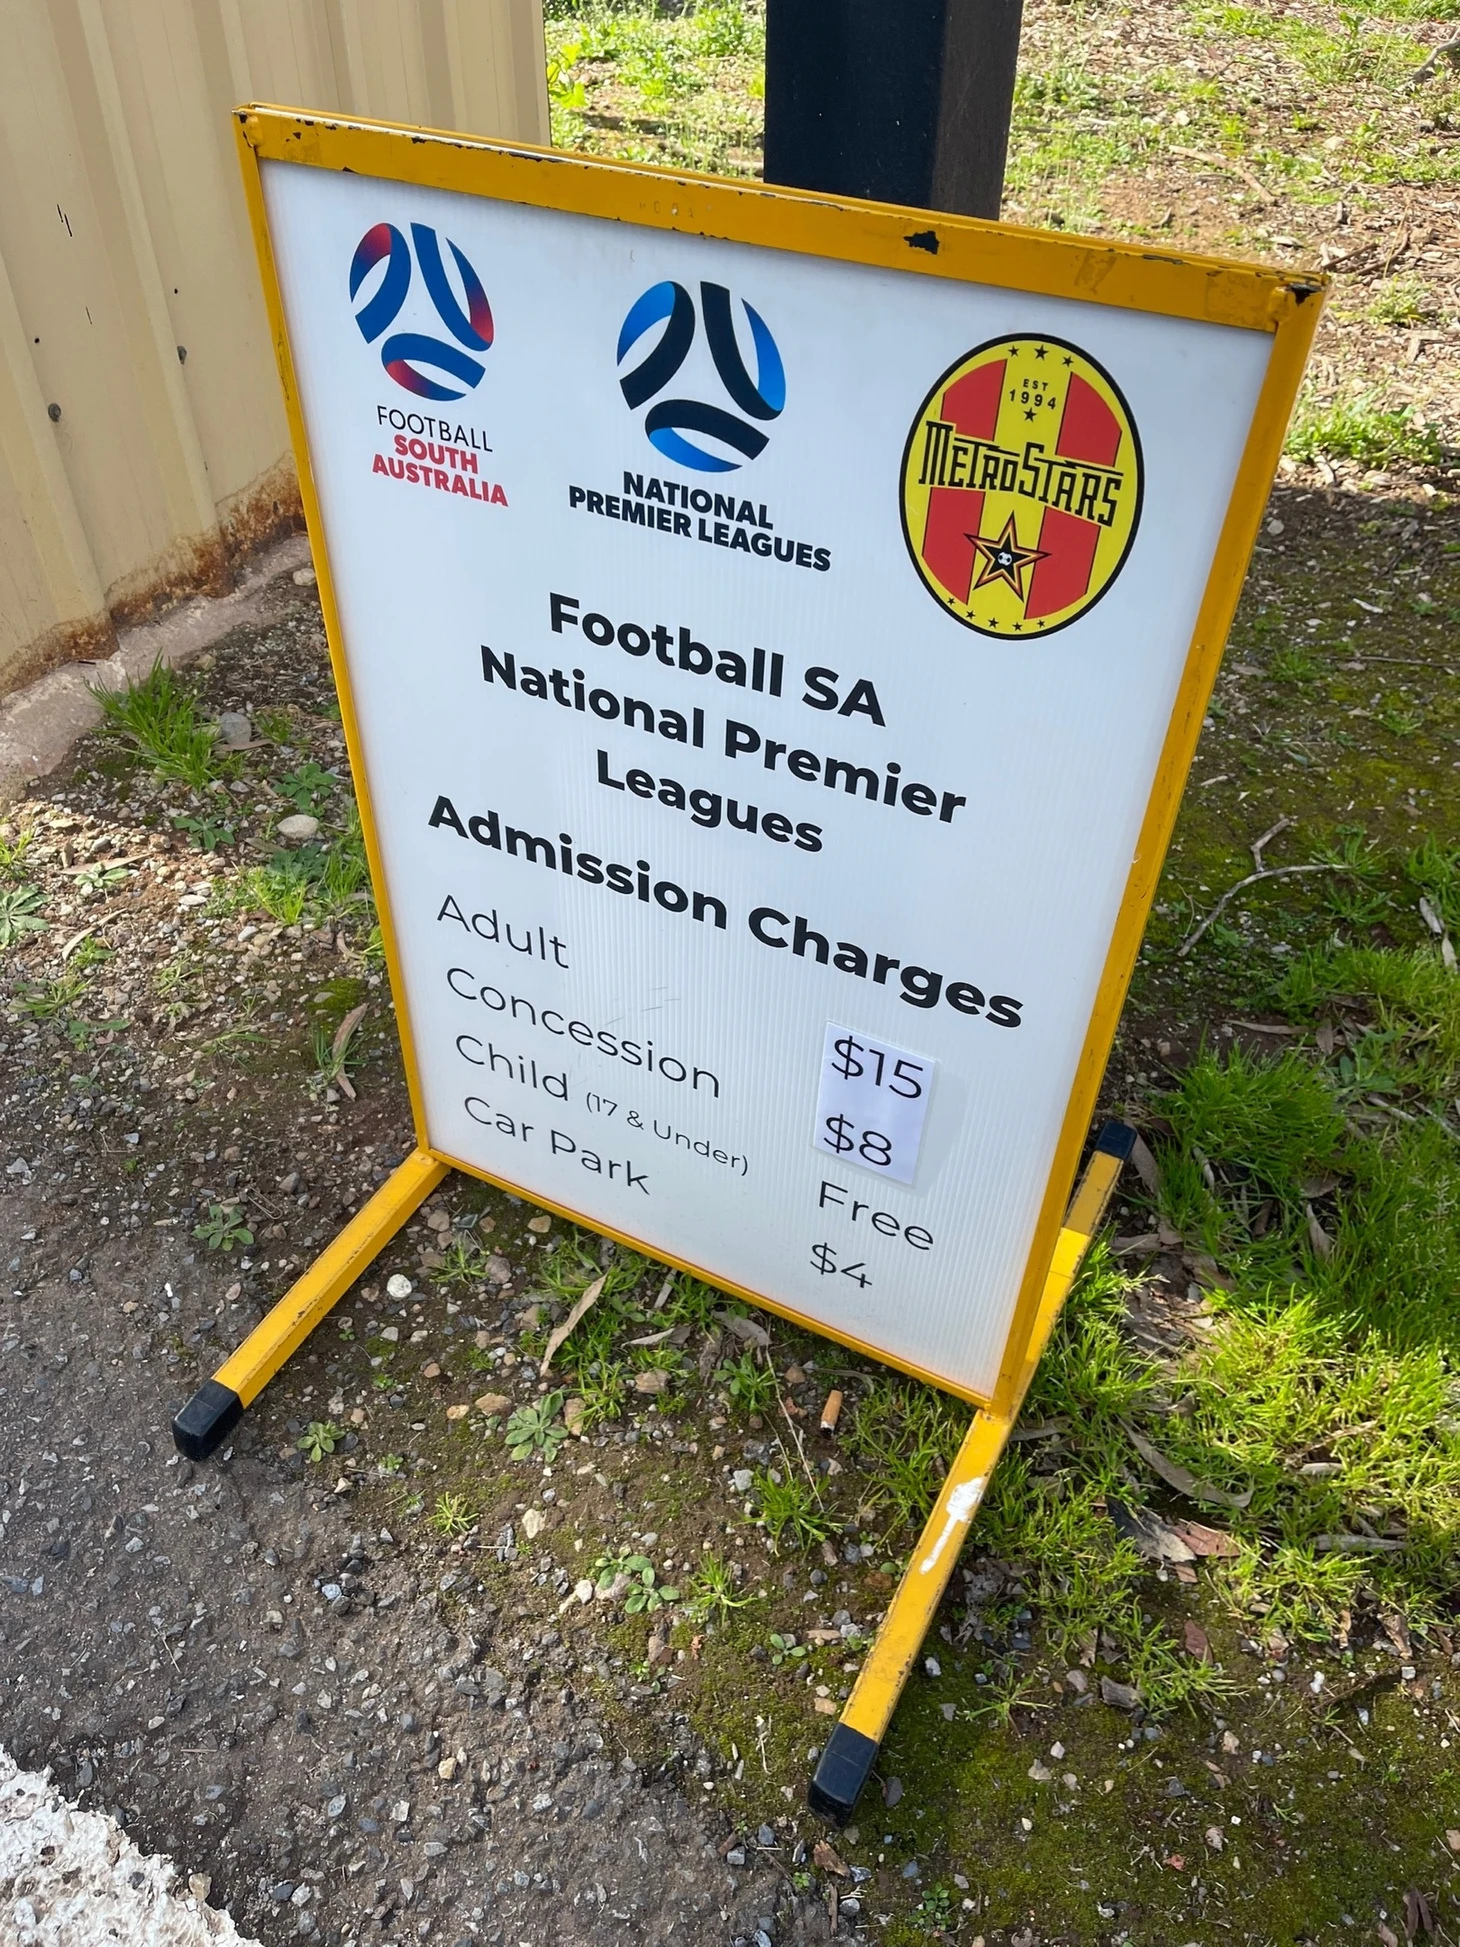 FOOTBALL
SOUTH
AUSTRALIA
NATIONAL
PREMIER LEAGUES
EST
1994
METROSTARS
Football SA
National Premier
Leagues
Admission Charges
Adult $15
Concession $8
Child (17 & Under) Free
Car Park $4